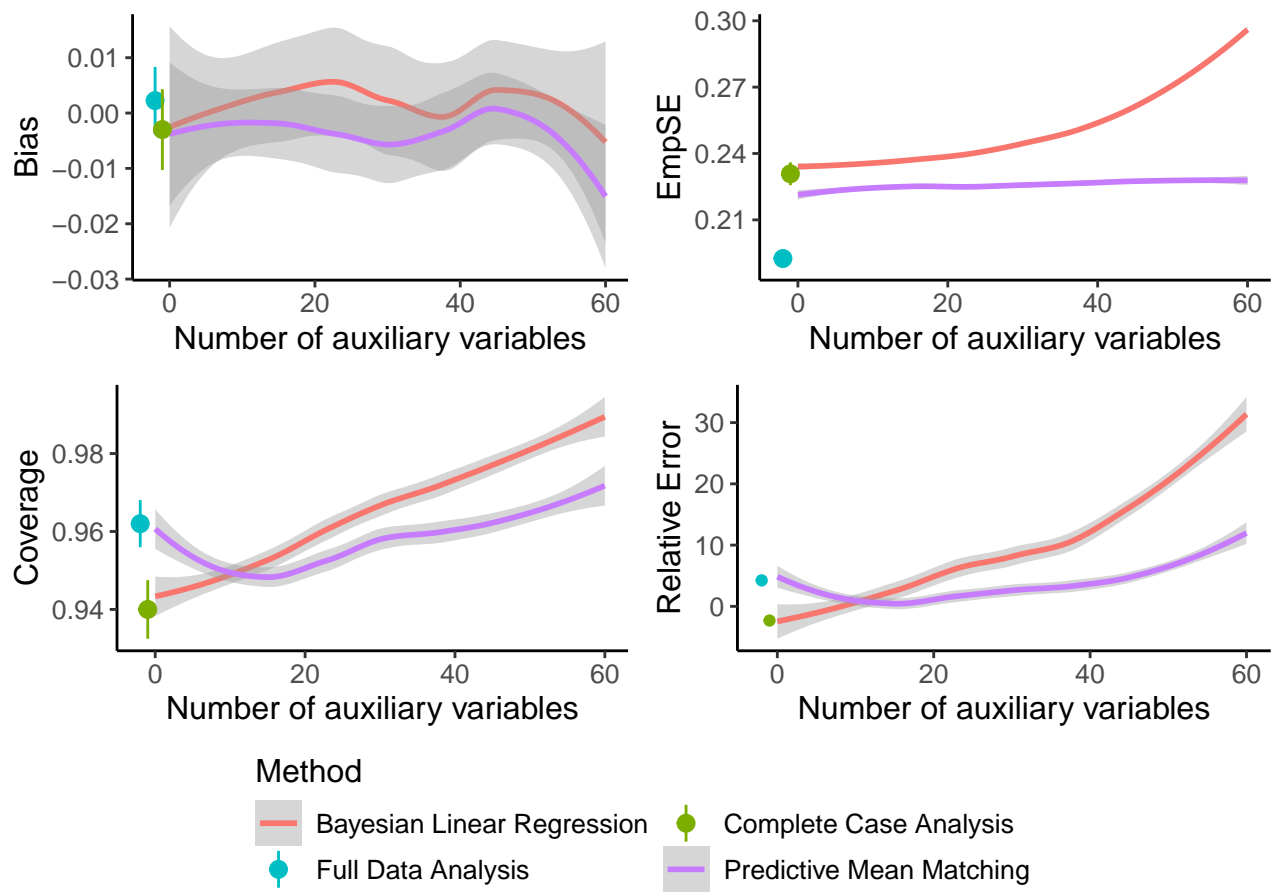 Bias
0.01
0.00
−0.01
−0.02
−0.03
0 20 40 60
Number of auxiliary variables
EmpSE
0.30
0.27
0.24
0.21
0 20 40 60
Number of auxiliary variables
Coverage
0.98
0.96
0.94
0 20 40 60
Number of auxiliary variables
Relative Error
30
20
10
0
0 20 40 60
Number of auxiliary variables
Method
Bayesian Linear Regression
Complete Case Analysis
Full Data Analysis
Predictive Mean Matching